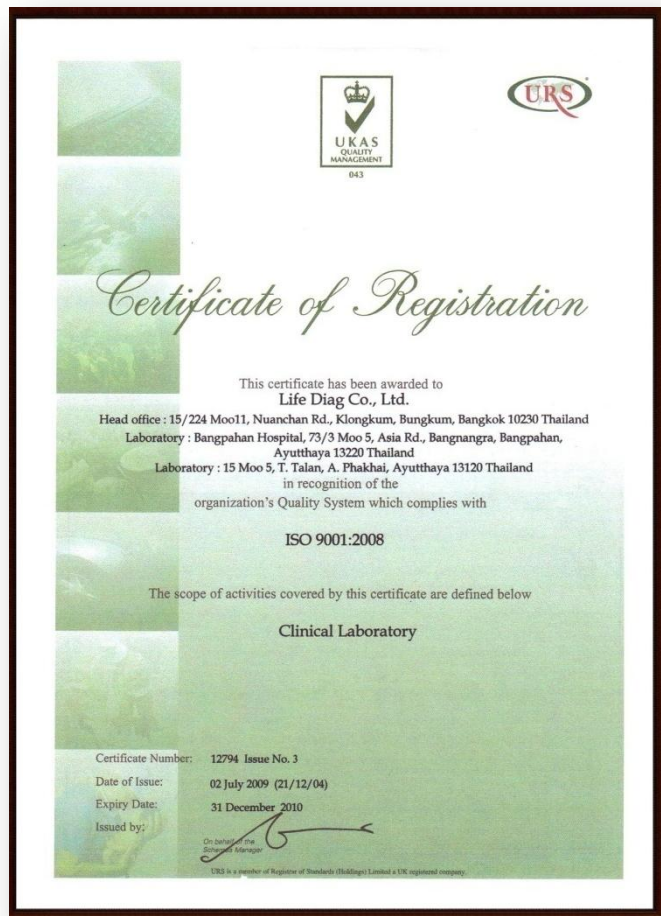 UKAS
QUALITY
MANAGEMENT
043
URS
Certificate of Registration
This certificate has been awarded to
Life Diag Co., Ltd.
Head office : 15/224 Moo11, Nuanchan Rd., Klongkum, Bungkum, Bangkok 10230 Thailand
Laboratory : Bangpahan Hospital, 73/3 Moo 5, Asia Rd., Bangnangra, Bangpahan,
Ayutthaya 13220 Thailand
Laboratory : 15 Moo 5, T. Talan, A. Phakhai, Ayutthaya 13120 Thailand
in recognition of the
organization's Quality System which complies with
ISO 9001:2008
The scope of activities covered by this certificate are defined below
Clinical Laboratory
Certificate Number: 12794 Issue No. 3
Date of Issue: 02 July 2009 (21/12/04)
Expiry Date: 31 December 2010
Issued by:
On behalf of the
Schemes Manager
URS is a member of Registrar of Standards (Holdings) Limited a UK registered company.